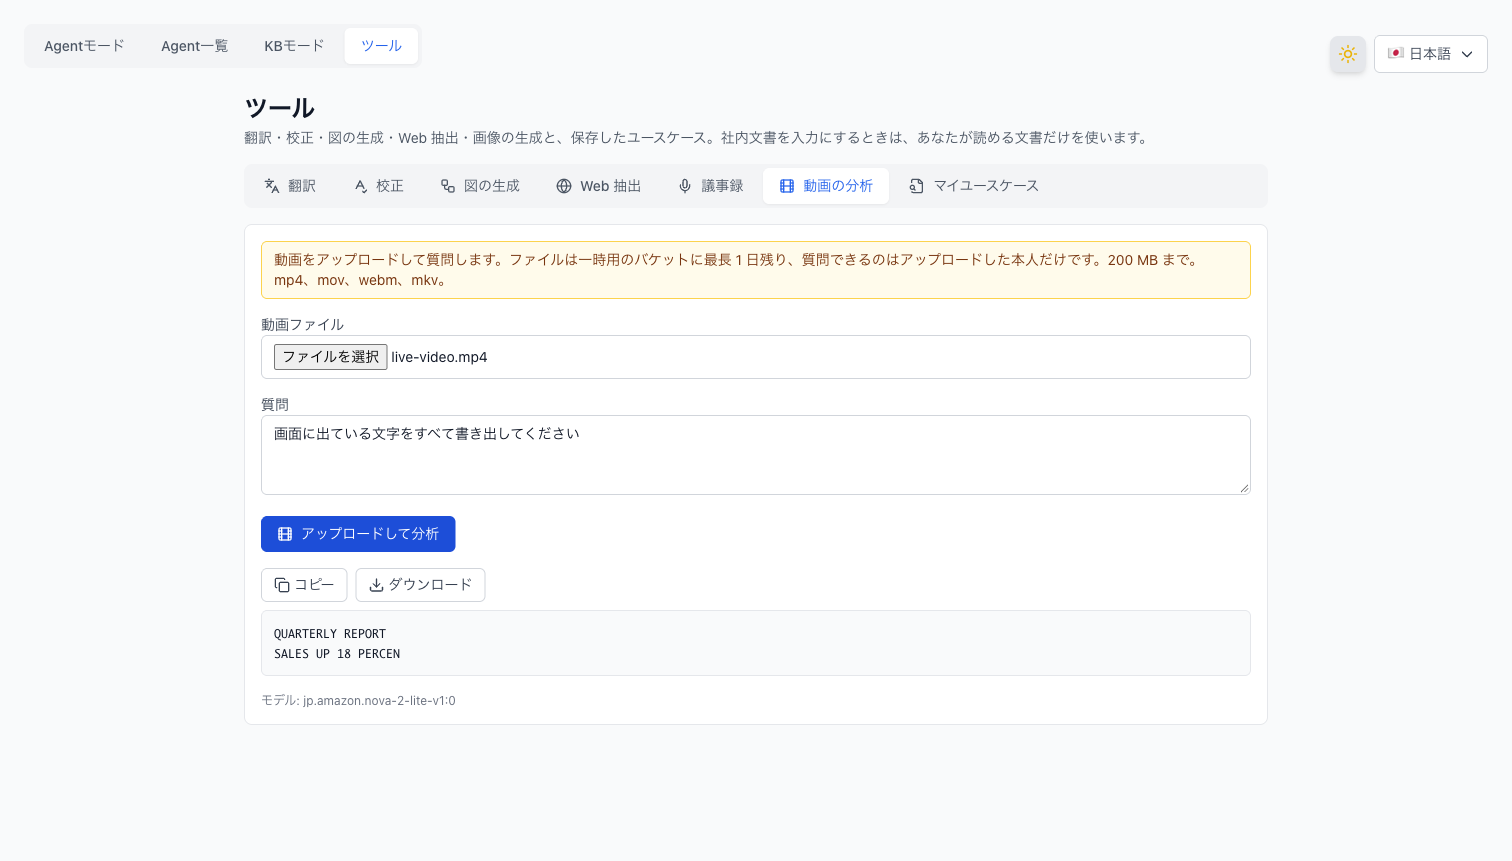 Agentモード Agent一覧 KBモード ツール
日本語
ツール
翻訳・校正・図の生成・Web 抽出・画像の生成と、保存したユースケース。社内文書を入力にするときは、あなたが読める文書だけを使います。
翻訳 校正 図の生成 Web 抽出 議事録 動画の分析 マイユースケース
動画をアップロードして質問します。ファイルは一時用のバケットに最長 1 日残り、質問できるのはアップロードした本人だけです。200 MB まで。
mp4、mov、webm、mkv。
動画ファイル
ファイルを選択 live-video.mp4
質問
画面に出ている文字をすべて書き出してください
アップロードして分析
コピー ダウンロード
QUARTERLY REPORT
SALES UP 18 PERCEN
モデル: jp.amazon.nova-2-lite-v1:0